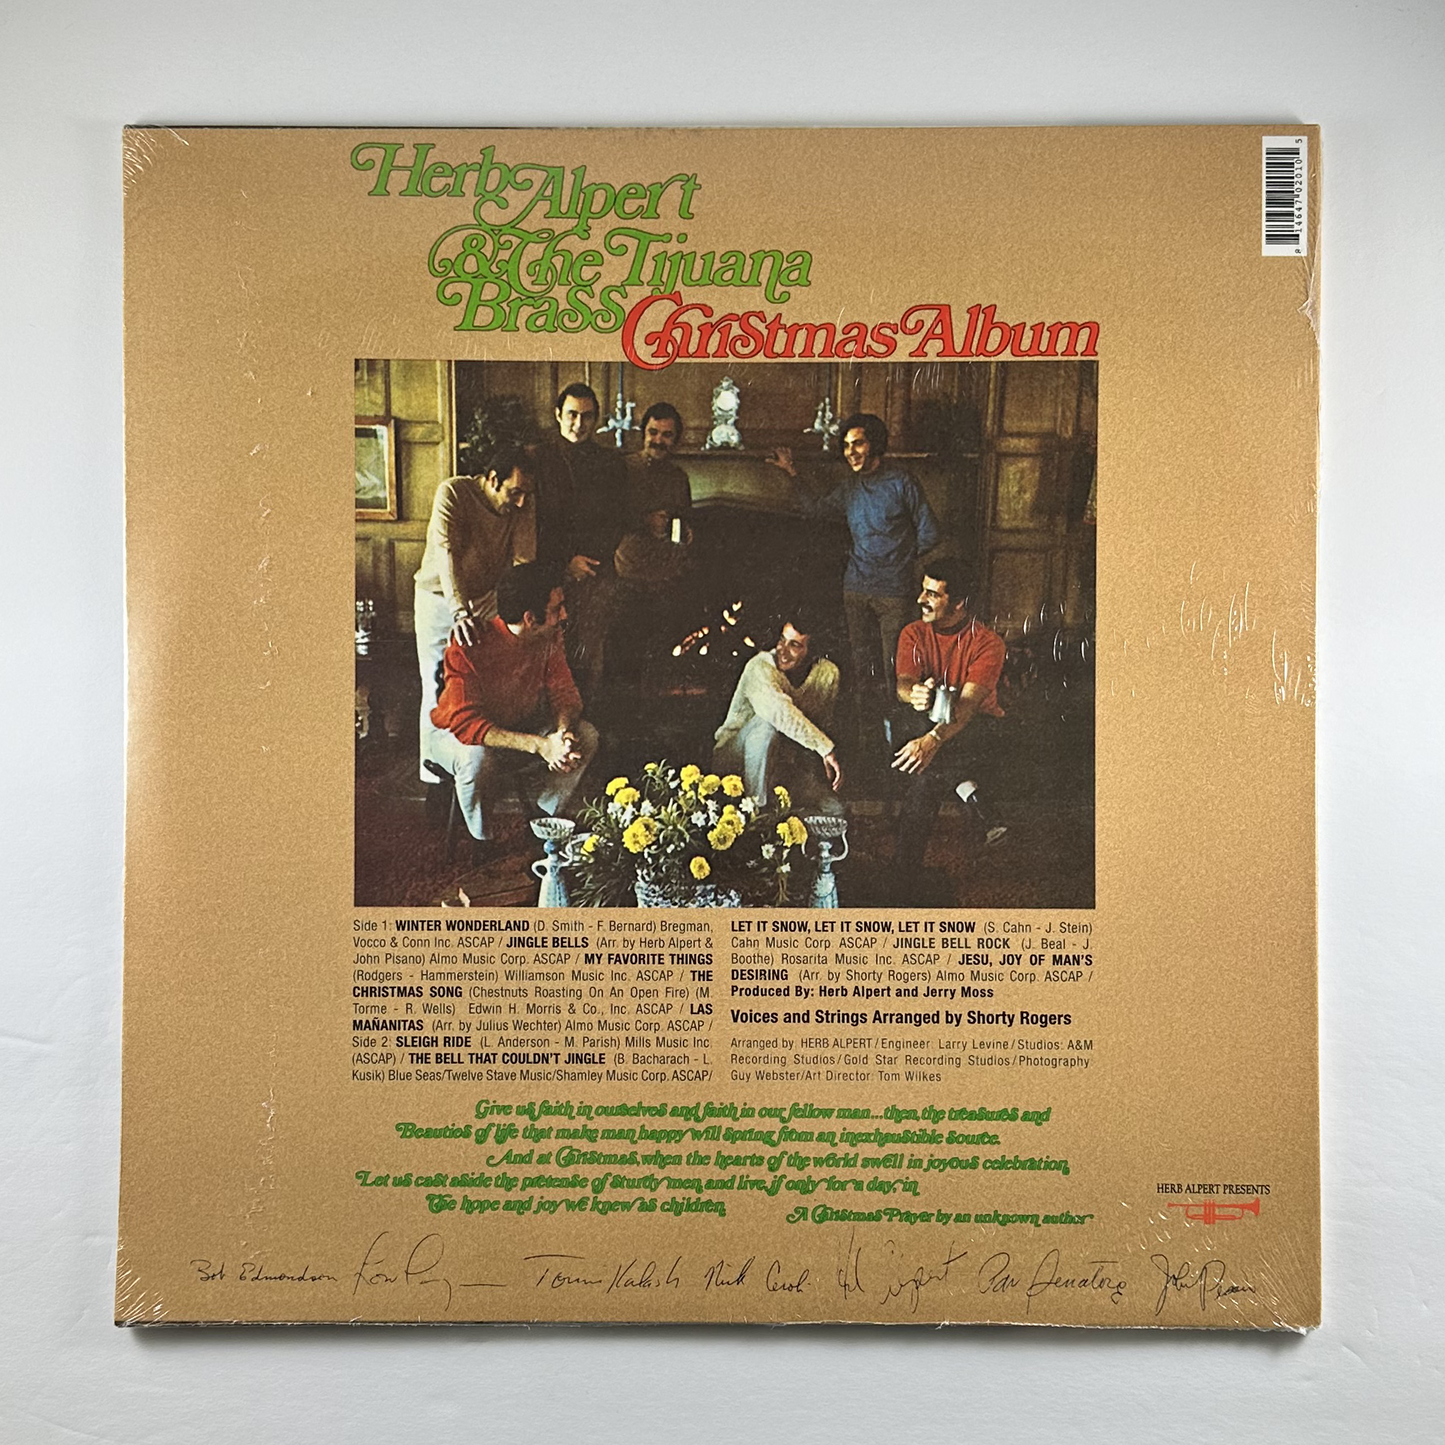 Herb Alpert
& The Tijuana
Brass Christmas Album
8 14647 02010 5
Side 1: WINTER WONDERLAND (D. Smith - F. Bernard) Bregman,
Vocco & Conn Inc. ASCAP / JINGLE BELLS (Arr. by Herb Alpert &
John Pisano) Almo Music Corp. ASCAP / MY FAVORITE THINGS
(Rodgers - Hammerstein) Williamson Music Inc. ASCAP / THE
CHRISTMAS SONG (Chestnuts Roasting On An Open Fire) (M.
Torme - R. Wells) Edwin H. Morris & Co., Inc. ASCAP / LAS
MAÑANITAS (Arr. by Julius Wechter) Almo Music Corp. ASCAP /
Side 2: SLEIGH RIDE (L. Anderson - M. Parish) Mills Music Inc.
(ASCAP) / THE BELL THAT COULDN'T JINGLE (B. Bacharach - L.
Kusik) Blue Seas/Twelve Stave Music/Shamley Music Corp. ASCAP/
LET IT SNOW, LET IT SNOW, LET IT SNOW (S. Cahn - J. Stein)
Cahn Music Corp. ASCAP / JINGLE BELL ROCK (J. Beal - J.
Boothe) Rosarita Music Inc. ASCAP / JESU, JOY OF MAN'S
DESIRING (Arr. by Shorty Rogers) Almo Music Corp. ASCAP /
Produced By: Herb Alpert and Jerry Moss
Voices and Strings Arranged by Shorty Rogers
Arranged by: HERB ALPERT/Engineer: Larry Levine/Studios: A&M
Recording Studios/Gold Star Recording Studios/Photography
Guy Webster/Art Director: Tom Wilkes
Give us faith in ourselves and faith in our fellow man...then, the treasures and
Beauties of life that make man happy will spring from an inexhaustible source.
And at Christmas, when the hearts of the world swell in joyous celebration,
Let us cast aside the pretense of sturdy men, and live, if only for a day, in
The hope and joy we knew as children.
A Christmas Prayer by an unknown author
HERB ALPERT PRESENTS
Bob Edmondson Tonni Kalash Nick Ceroli Herb Alpert Pat Senatore John Pisano